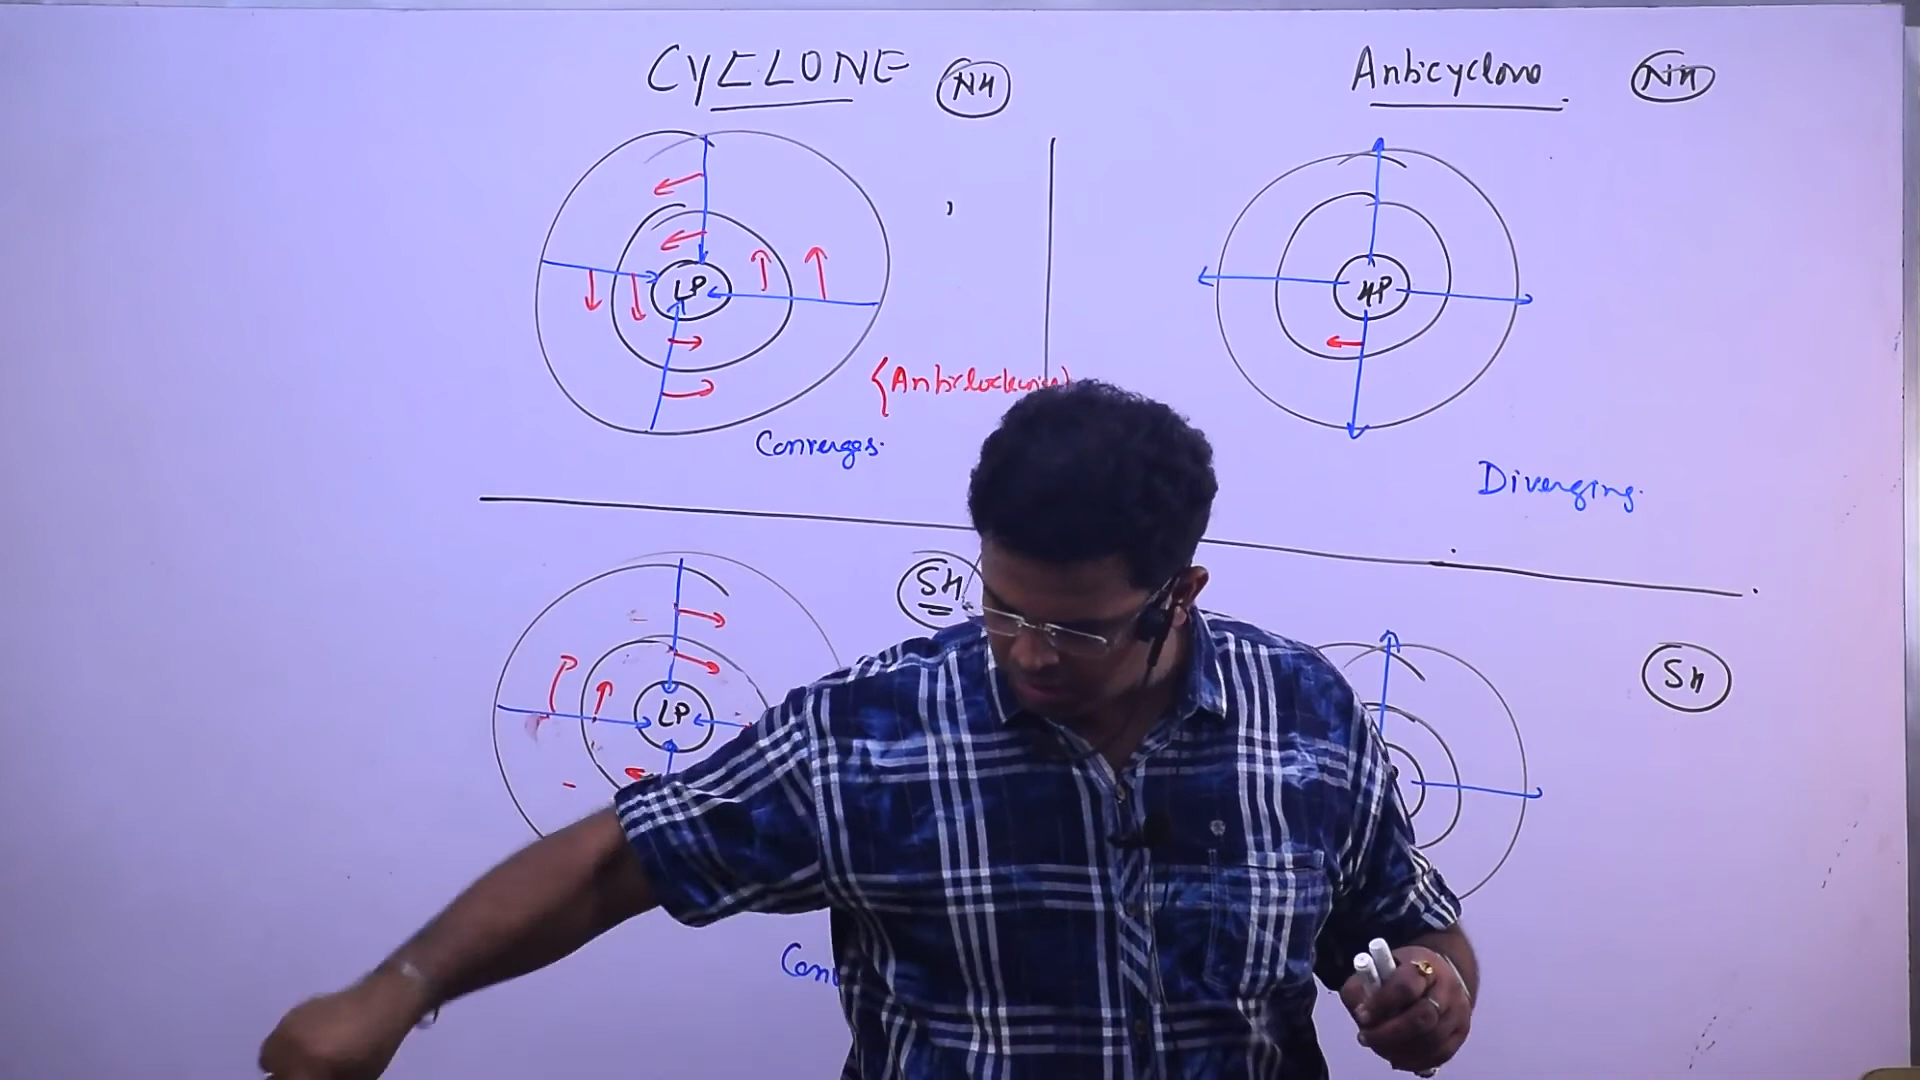 CYCLONE NH
Anticyclone NH
LP
HP
{Anticlockwise}
Converges.
Diverging.
SH
SH
LP